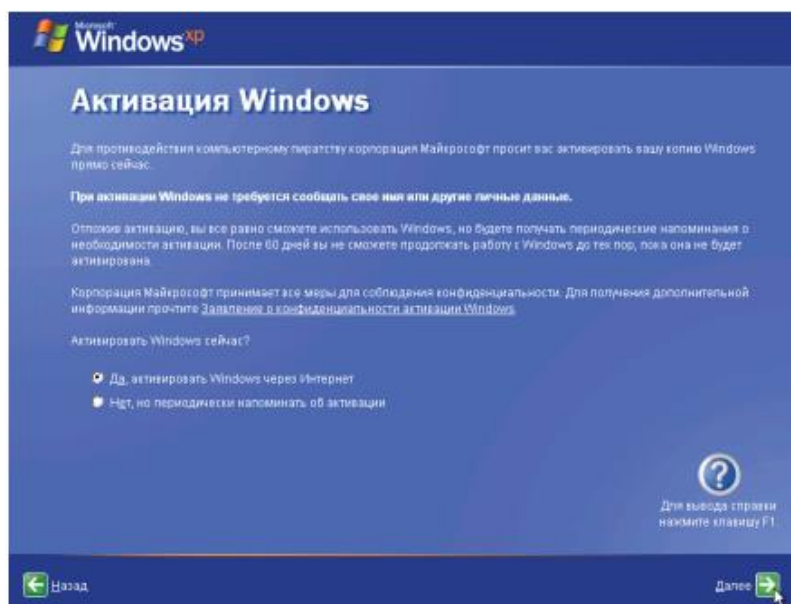 Microsoft
Windows xp
Активация Windows
Для противодействия компьютерному пиратству корпорация Майкрософт просит вас активировать вашу копию Windows
прямо сейчас.
При активации Windows не требуется сообщать свое имя или другие личные данные.
Отложив активацию, вы все равно сможете использовать Windows, но будете получать периодические напоминания о
необходимости активации. После 60 дней вы не сможете продолжать работу с Windows до тех пор, пока она не будет
активирована.
Корпорация Майкрософт принимает все меры для соблюдения конфиденциальности. Для получения дополнительной
информации прочтите Заявление о конфиденциальности активации Windows.
Активировать Windows сейчас?
Да, активировать Windows через Интернет
Нет, но периодически напоминать об активации
?
Для вывода справки
нажмите клавишу F1.
Назад
Далее